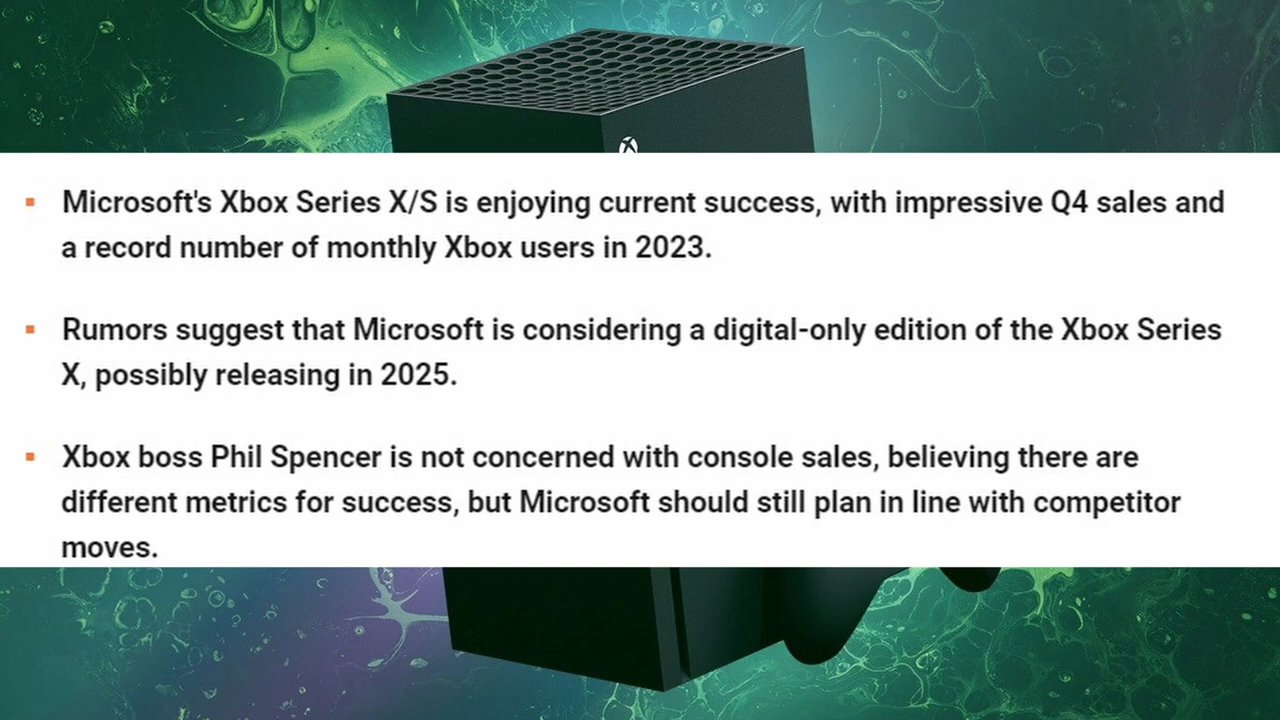 Microsoft's Xbox Series X/S is enjoying current success, with impressive Q4 sales and
a record number of monthly Xbox users in 2023.
Rumors suggest that Microsoft is considering a digital-only edition of the Xbox Series
X, possibly releasing in 2025.
Xbox boss Phil Spencer is not concerned with console sales, believing there are
different metrics for success, but Microsoft should still plan in line with competitor
moves.